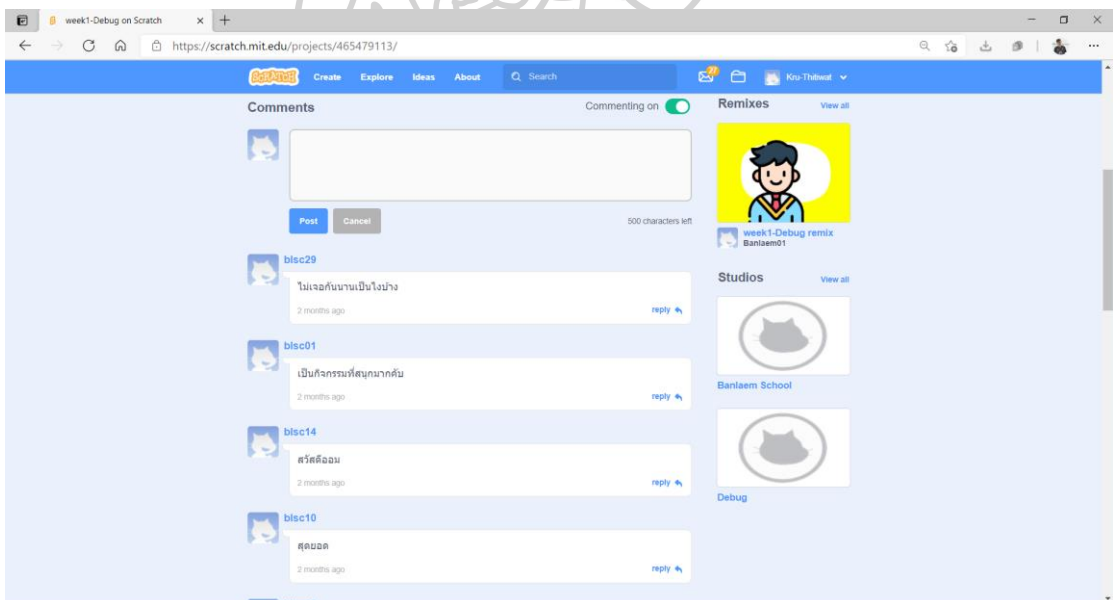 week1-Debug on Scratch
https://scratch.mit.edu/projects/465479113/
SCRATCH Create Explore Ideas About Search 27 Kru-Thitiwat
Comments Commenting on
Post Cancel 500 characters left
blsc29
ไม่เจอกันนานเป็นไงบ้าง
2 months ago reply
blsc01
เป็นกิจกรรมที่สนุกมากคับ
2 months ago reply
blsc14
สวัสดีออม
2 months ago reply
blsc10
สุดยอด
2 months ago reply
Remixes View all
week1-Debug remix
Banlaem01
Studios View all
Banlaem School
Debug